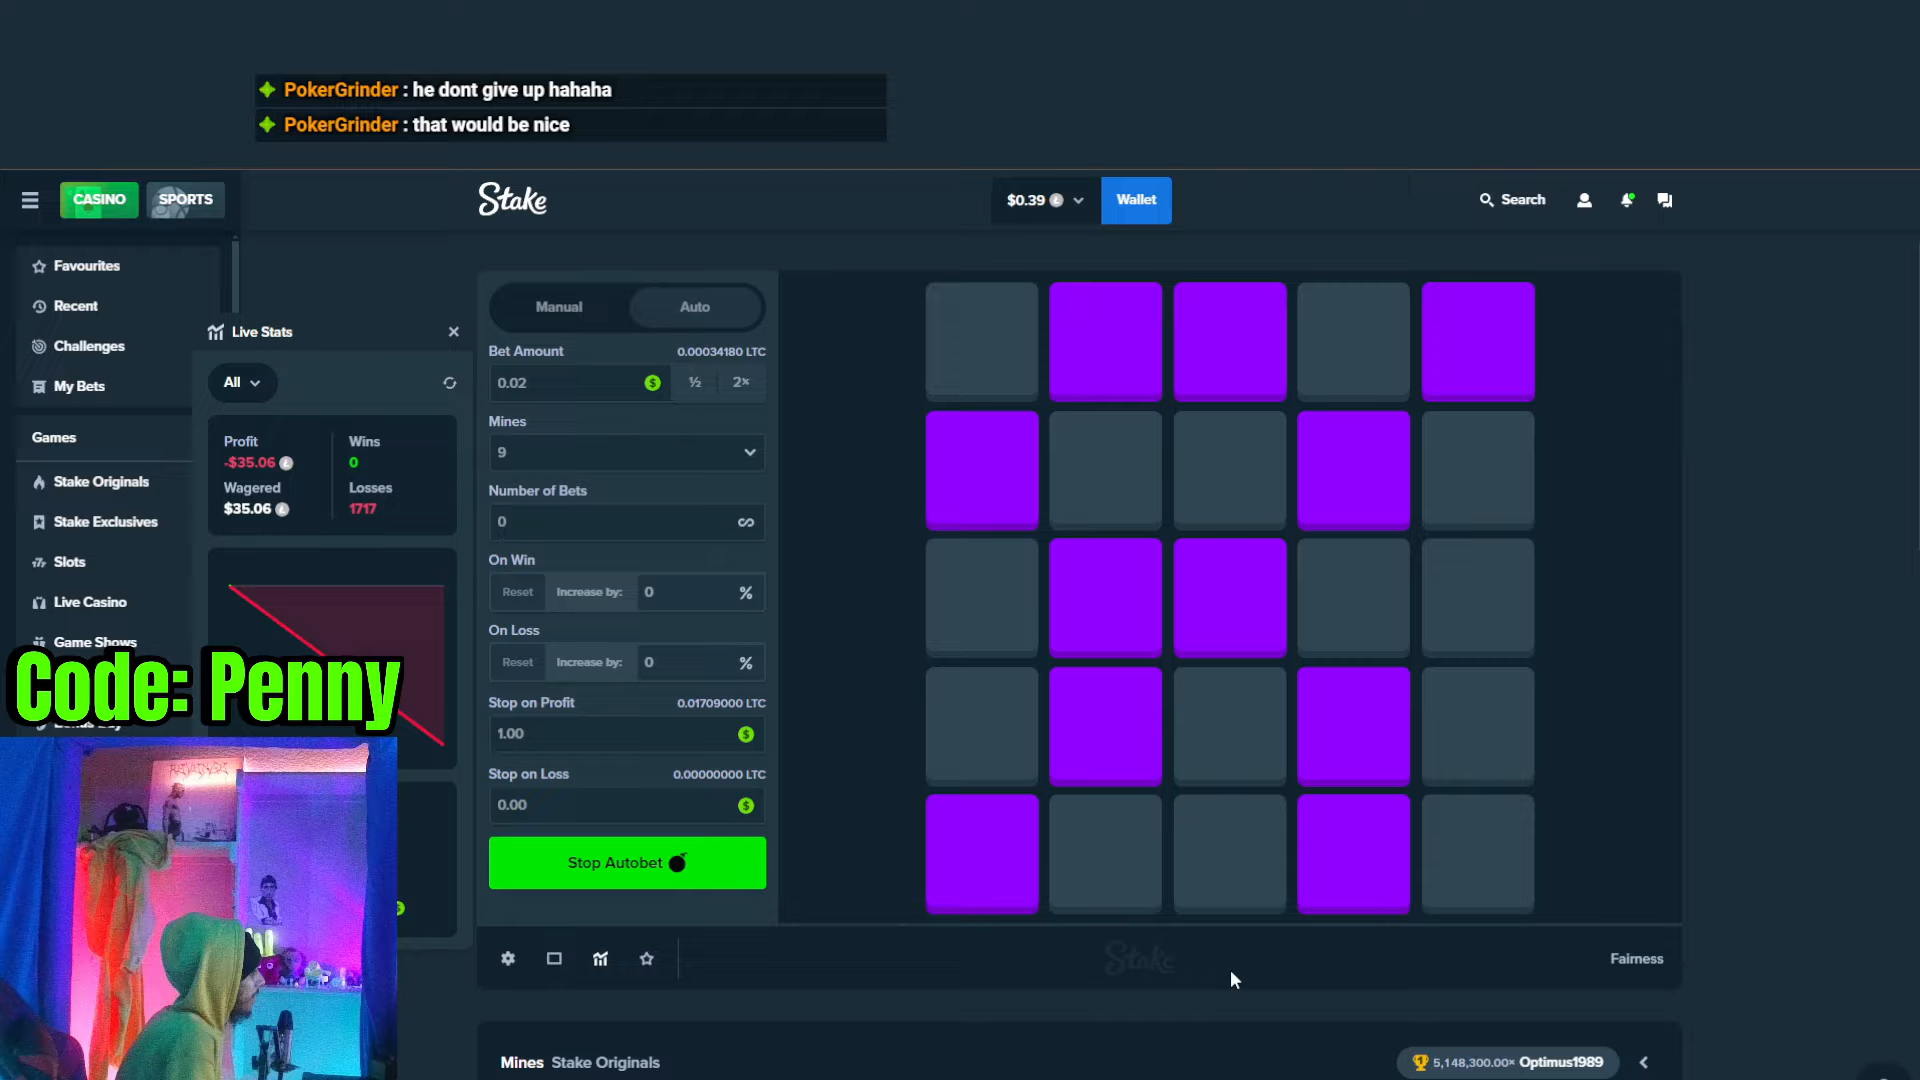 PokerGrinder : he dont give up hahaha
PokerGrinder : that would be nice
CASINO
SPORTS
Stake
$0.39
Wallet
Search
Favourites
Recent
Challenges
My Bets
Games
Stake Originals
Stake Exclusives
Slots
Live Casino
Game Shows
Code: Penny
Live Stats
All
Profit
-$35.06
Wins
0
Wagered
$35.06
Losses
1717
Manual
Auto
Bet Amount
0.00034180 LTC
0.02
½
2×
Mines
9
Number of Bets
0
On Win
Reset
Increase by:
0
%
On Loss
Reset
Increase by:
0
%
Stop on Profit
0.01709000 LTC
1.00
Stop on Loss
0.00000000 LTC
0.00
Stop Autobet
Stake
Fairness
Mines Stake Originals
5,148,300.00× Optimus1989